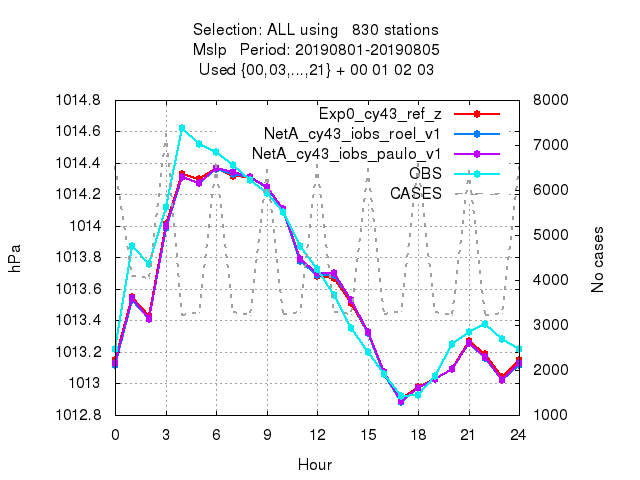 Selection: ALL using   830 stations
Mslp   Period: 20190801-20190805
Used {00,03,...,21} + 00 01 02 03
1014.8 8000
Exp0_cy43_ref_z
1014.6 NetA_cy43_iobs_roel_v1 7000
NetA_cy43_iobs_paulo_v1
1014.4
OBS
1014.2 CASES 6000
1014 5000
hPa
No cases
1013.8
4000
1013.6
1013.4 3000
1013.2
2000
1013
1012.8 1000
0 3 6 9 12 15 18 21 24
Hour